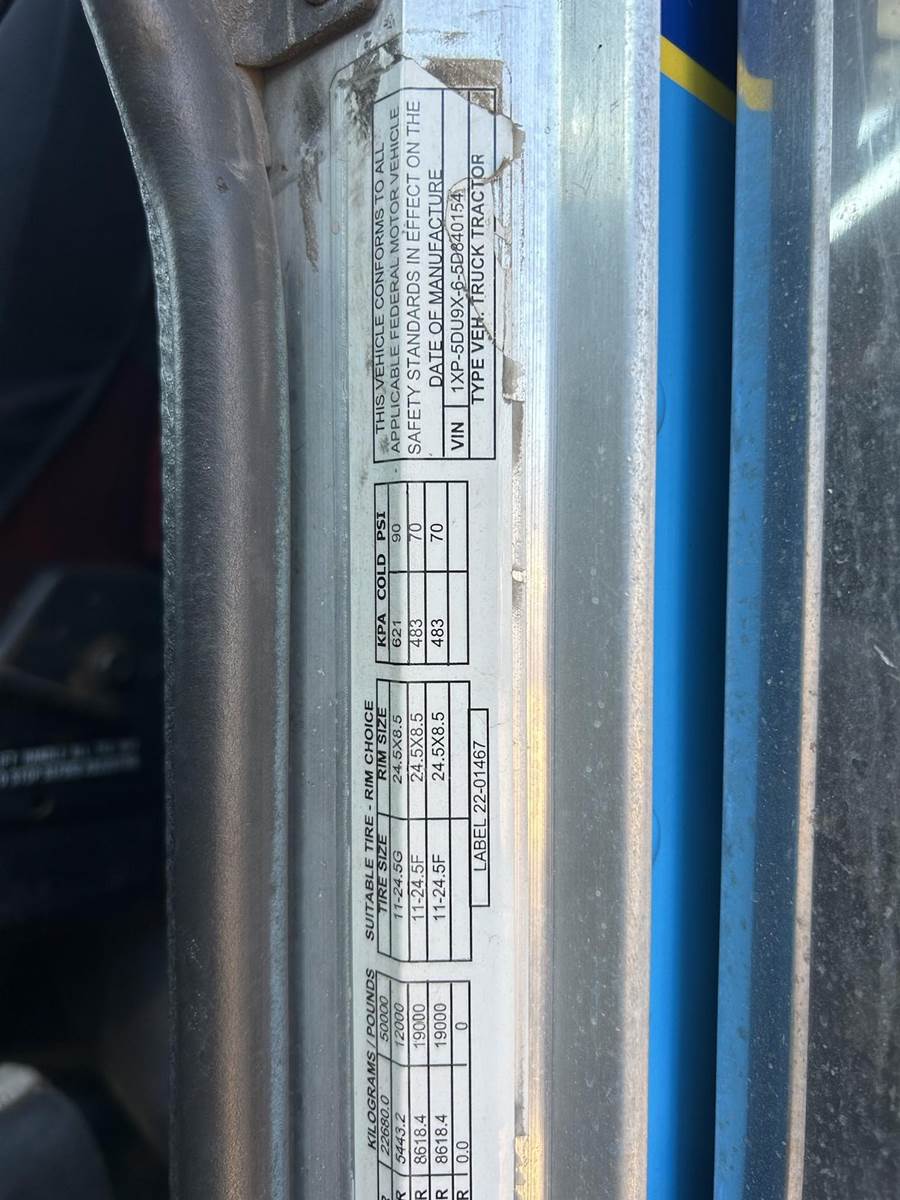 KILOGRAMS / POUNDS
22680.0 50000
R 5443.2 12000
R 8618.4 19000
R 8618.4 19000
R 0.0 0
SUITABLE TIRE - RIM CHOICE
TIRE SIZE RIM SIZE
11-24.5G 24.5X8.5
11-24.5F 24.5X8.5
11-24.5F 24.5X8.5
LABEL 22-01467
KPA COLD PSI
621 90
483 70
483 70
THIS VEHICLE CONFORMS TO ALL
APPLICABLE FEDERAL MOTOR VEHICLE
SAFETY STANDARDS IN EFFECT ON THE
DATE OF MANUFACTURE
VIN 1XP-5DU9X-6-5D840154
TYPE VEH. TRUCK TRACTOR